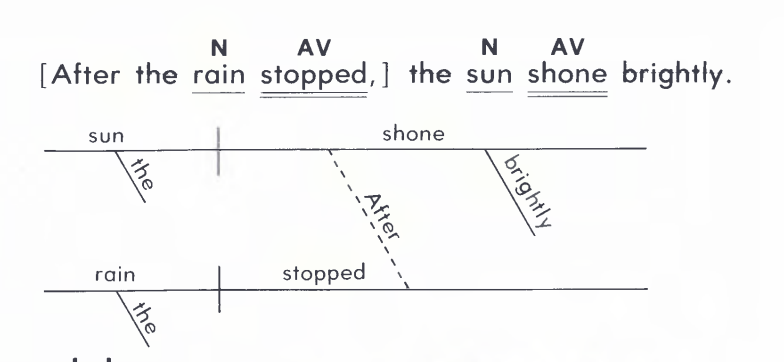 N AV N AV
[After the rain stopped,] the sun shone brightly.
sun shone
the brightly
After
rain stopped
the